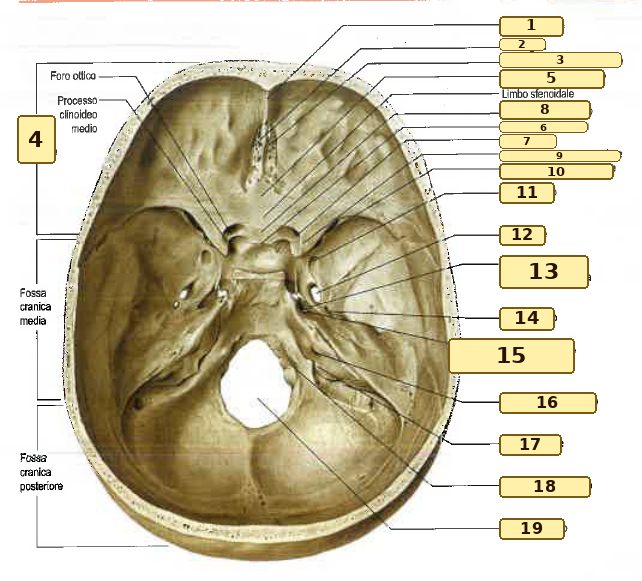 1
2
3
Foro ottico
5
Limbo sfenoidale
Processo
clinoideo
medio
8
4
6
7
9
10
11
12
13
Fossa
cranica
media
14
15
16
17
Fossa
cranica
posteriore
18
19